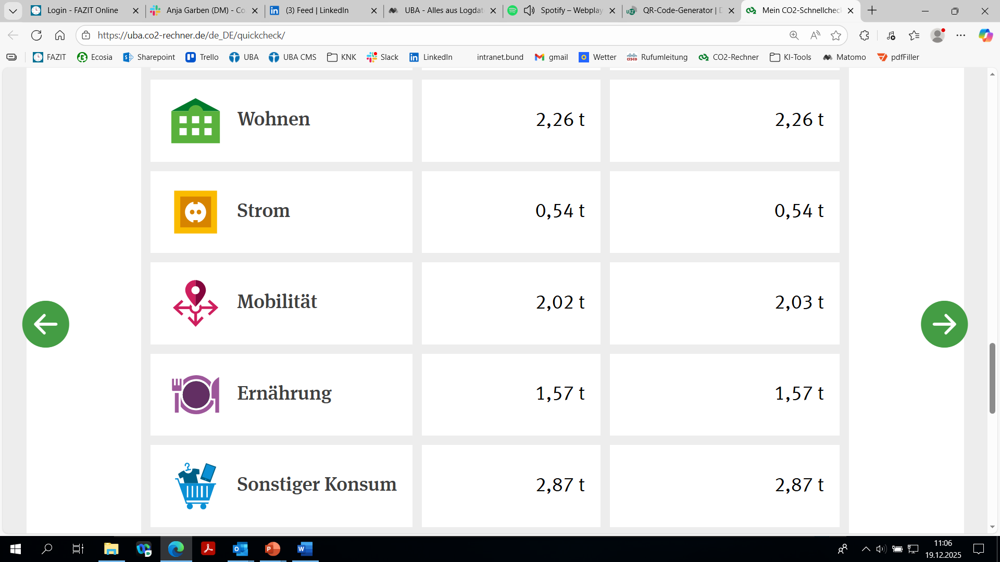 Login - FAZIT Online
Anja Garben (DM) - Co
(3) Feed | LinkedIn
UBA - Alles aus Logdat
Spotify – Webplay
QR-Code-Generator | D
Mein CO2-Schnellchec
https://uba.co2-rechner.de/de_DE/quickcheck/
FAZIT
Ecosia
Sharepoint
Trello
UBA
UBA CMS
KNK
Slack
LinkedIn
intranet.bund
gmail
Wetter
Rufumleitung
CO2-Rechner
KI-Tools
Matomo
pdfFiller
Wohnen 2,26 t 2,26 t
Strom 0,54 t 0,54 t
Mobilität 2,02 t 2,03 t
Ernährung 1,57 t 1,57 t
Sonstiger Konsum 2,87 t 2,87 t
11:06
19.12.2025